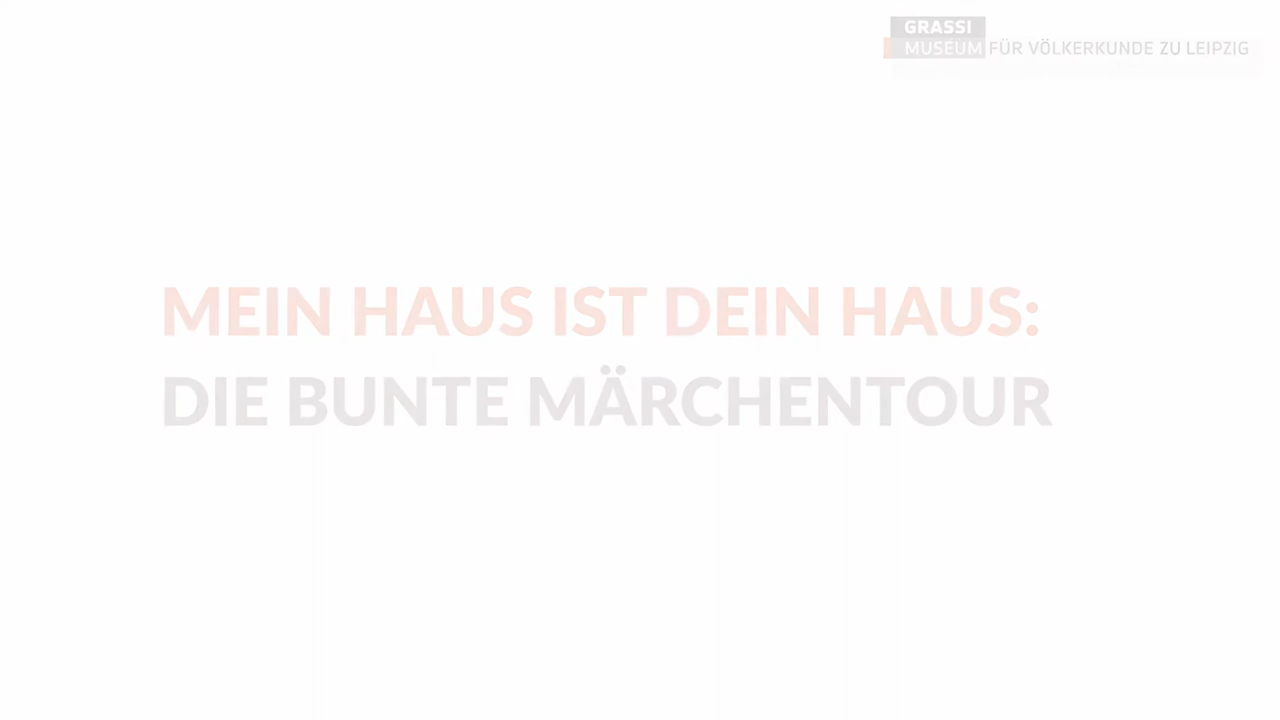 GRASSI
MUSEUM FÜR VÖLKERKUNDE ZU LEIPZIG
MEIN HAUS IST DEIN HAUS:
DIE BUNTE MÄRCHENTOUR